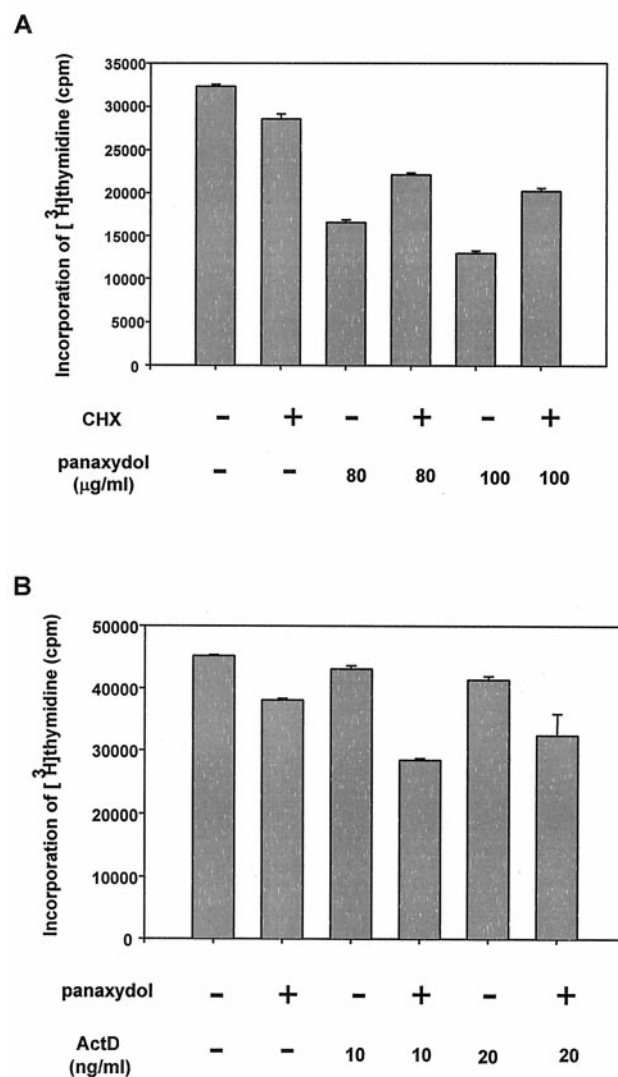 A
Incorporation of [3H]thymidine (cpm)
35000
30000
25000
20000
15000
10000
5000
0
CHX - + - + - +
panaxydol (µg/ml) - - 80 80 100 100
B
Incorporation of [3H]thymidine (cpm)
50000
40000
30000
20000
10000
0
panaxydol - + - + - +
ActD (ng/ml) - - 10 10 20 20